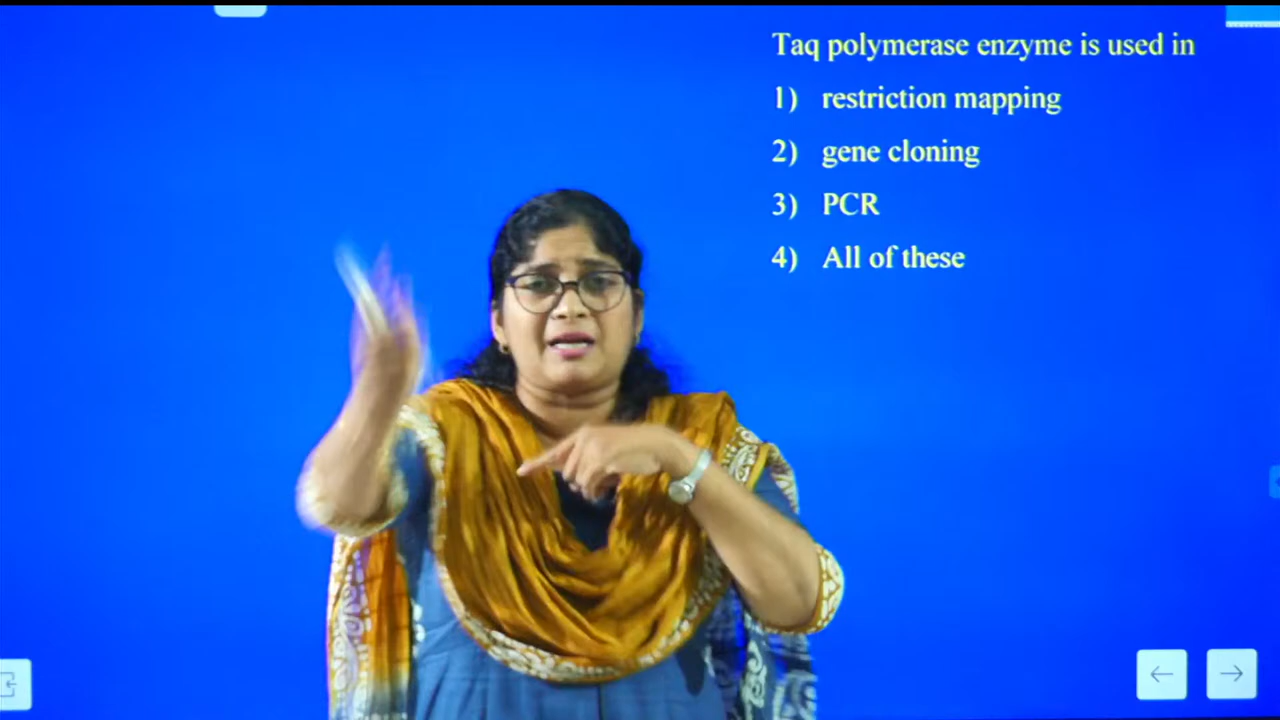 Taq polymerase enzyme is used in
1) restriction mapping
2) gene cloning
3) PCR
4) All of these